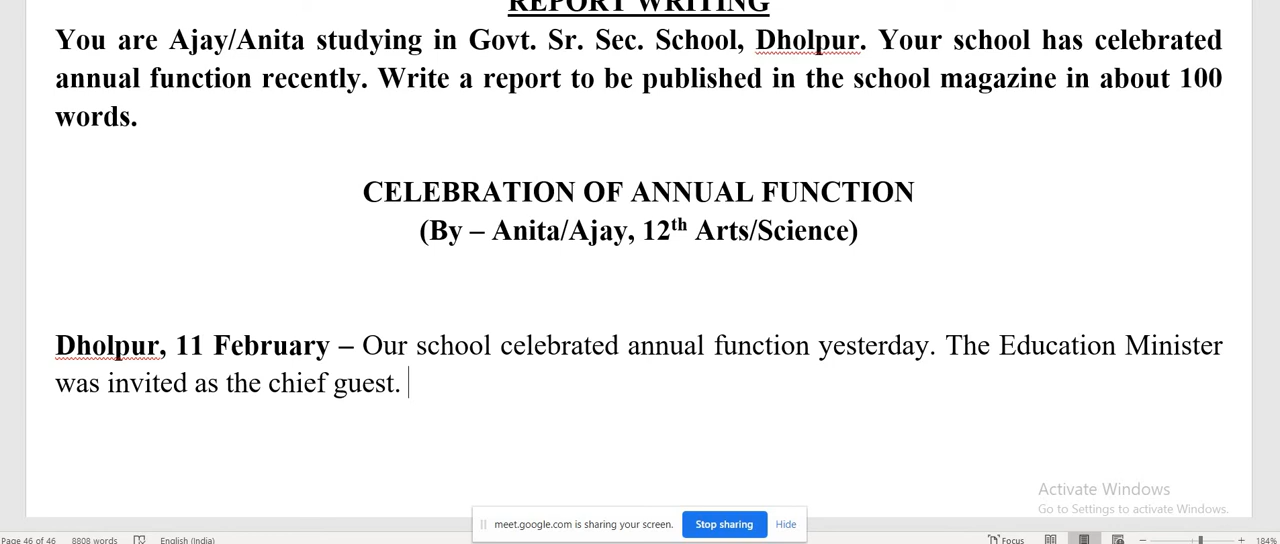 REPORT WRITING
You are Ajay/Anita studying in Govt. Sr. Sec. School, Dholpur. Your school has celebrated
annual function recently. Write a report to be published in the school magazine in about 100
words.
CELEBRATION OF ANNUAL FUNCTION
(By – Anita/Ajay, 12th Arts/Science)
Dholpur, 11 February – Our school celebrated annual function yesterday. The Education Minister
was invited as the chief guest.
Activate Windows
Go to Settings to activate Windows.
meet.google.com is sharing your screen. Stop sharing Hide
Page 46 of 46 8808 words English (India) Focus 184%